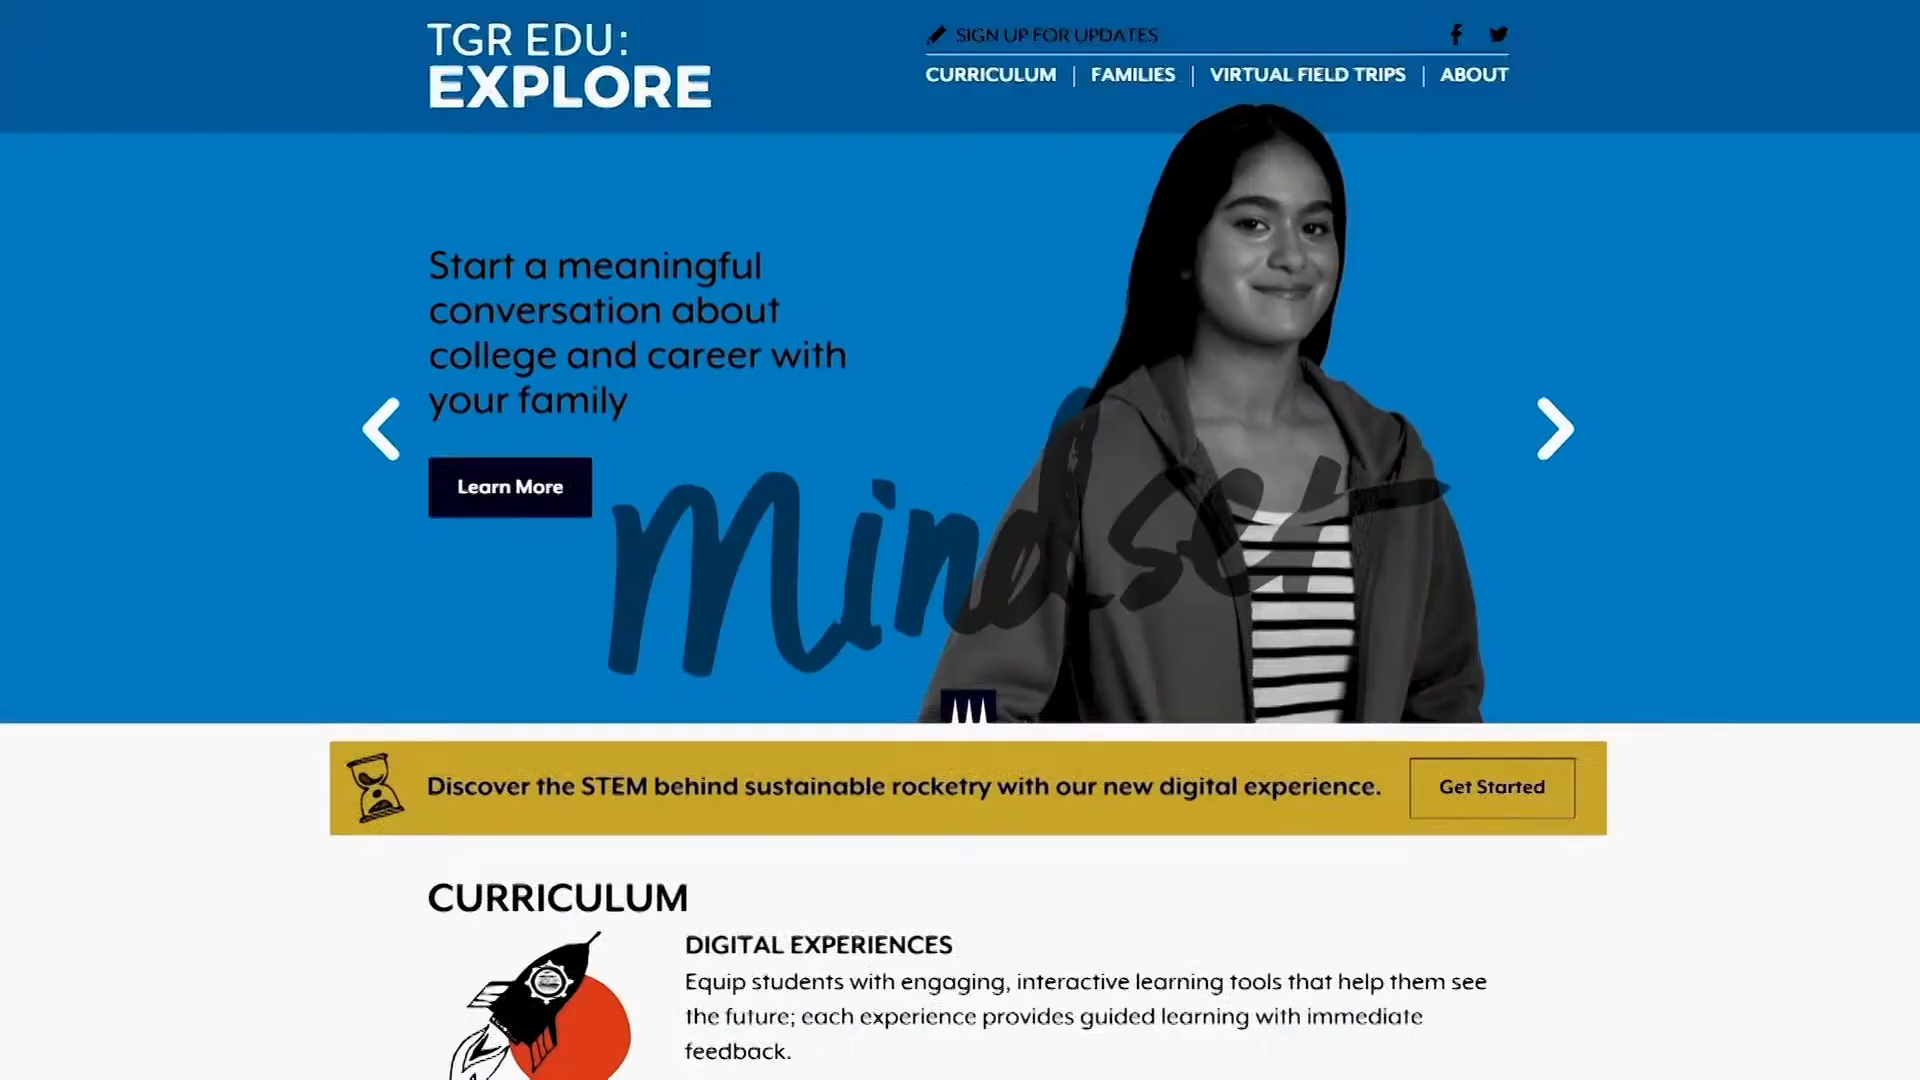 TGR EDU:
EXPLORE
SIGN UP FOR UPDATES
CURRICULUM | FAMILIES | VIRTUAL FIELD TRIPS | ABOUT
Start a meaningful
conversation about
college and career with
your family
Learn More
Mindset
Discover the STEM behind sustainable rocketry with our new digital experience.
Get Started
CURRICULUM
DIGITAL EXPERIENCES
Equip students with engaging, interactive learning tools that help them see
the future; each experience provides guided learning with immediate
feedback.